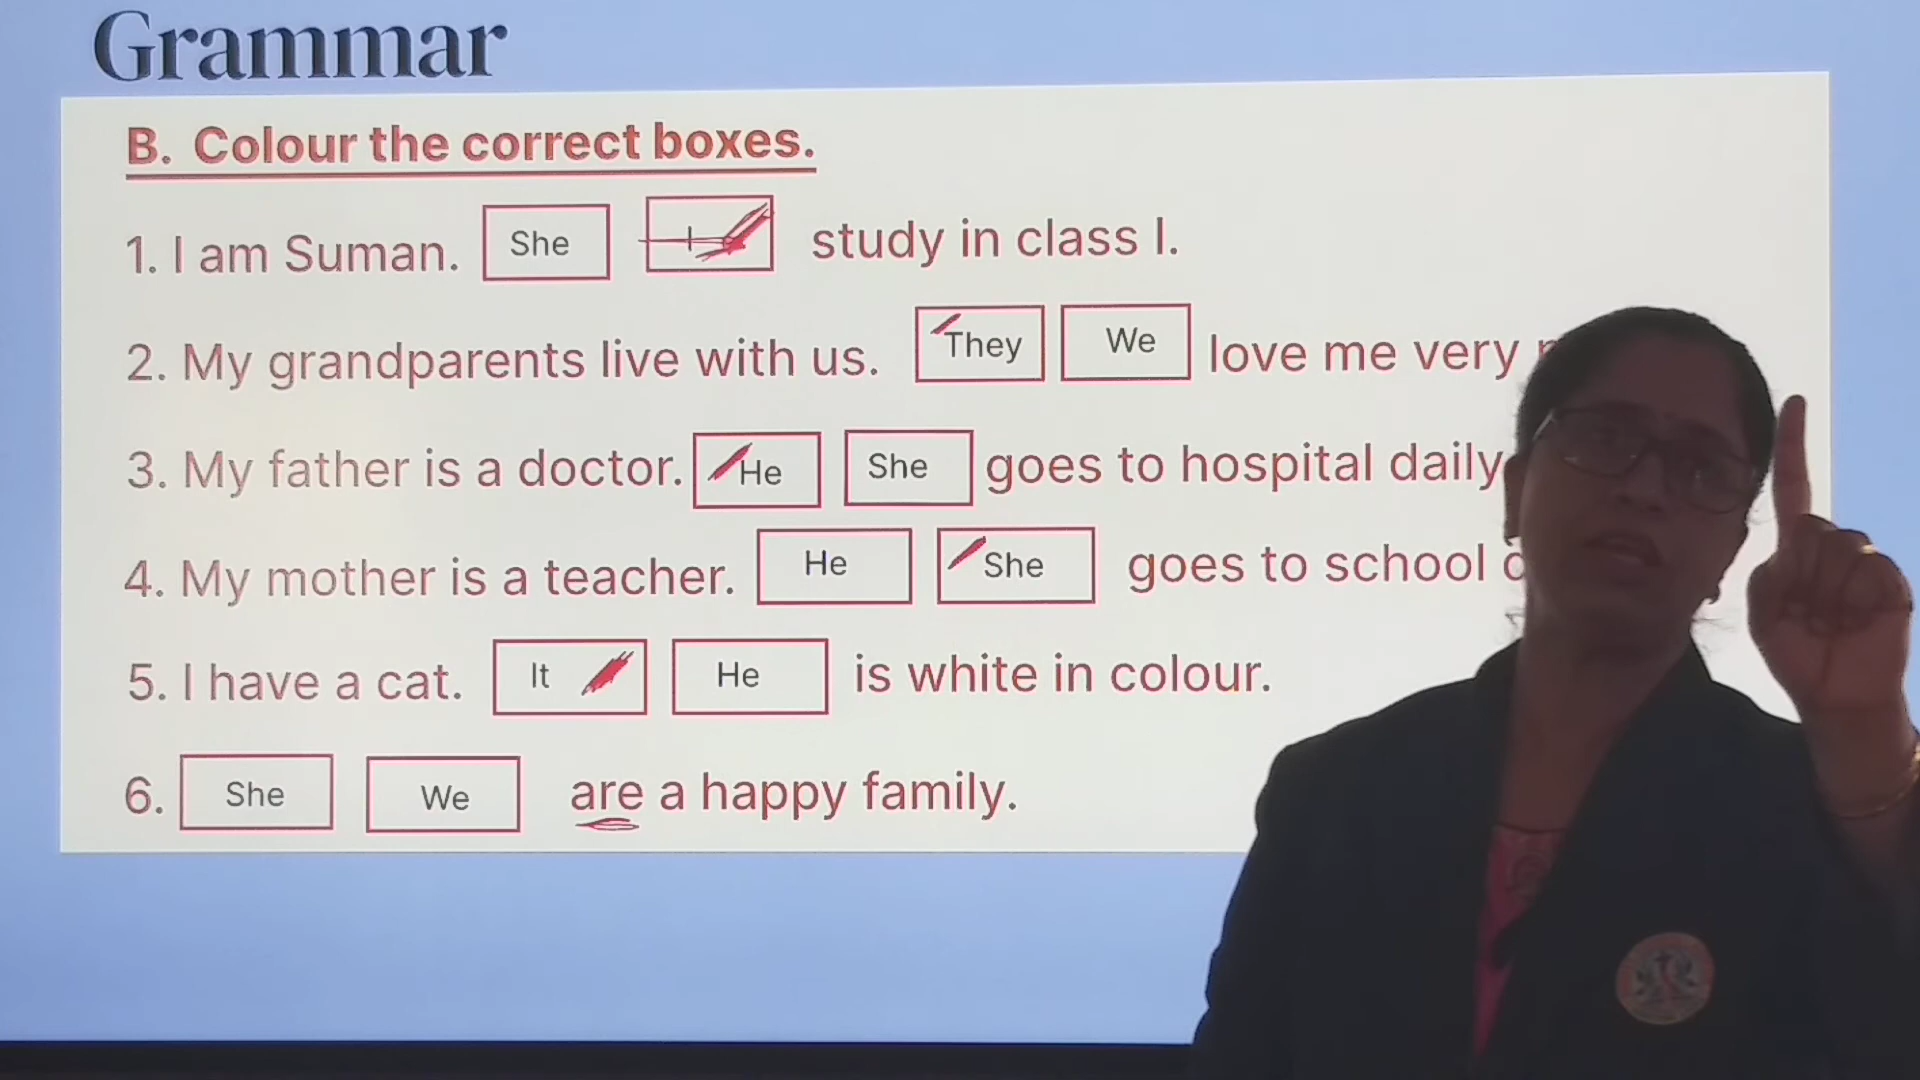 Grammar
B. Colour the correct boxes.
1. I am Suman. She I study in class I.
2. My grandparents live with us. They We love me very
3. My father is a doctor. He She goes to hospital daily
4. My mother is a teacher. He She goes to school
5. I have a cat. It He is white in colour.
6. She We are a happy family.